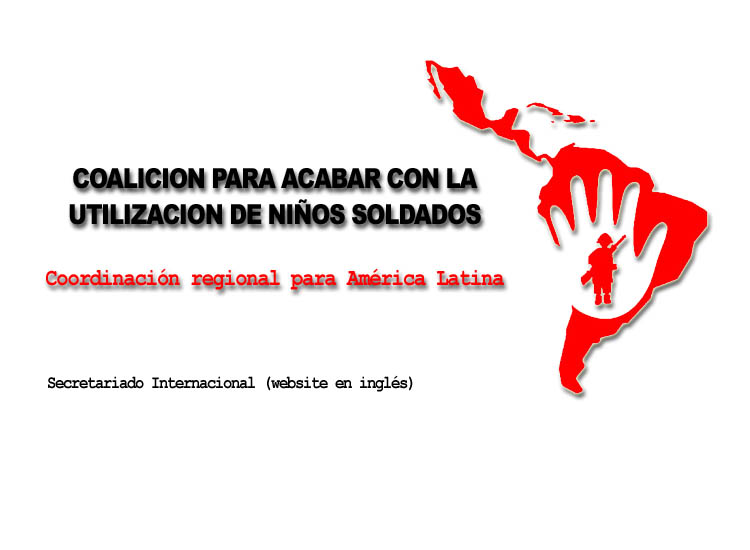 COALICION PARA ACABAR CON LA
UTILIZACION DE NIÑOS SOLDADOS
Coordinación regional para América Latina
Secretariado Internacional (website en inglés)